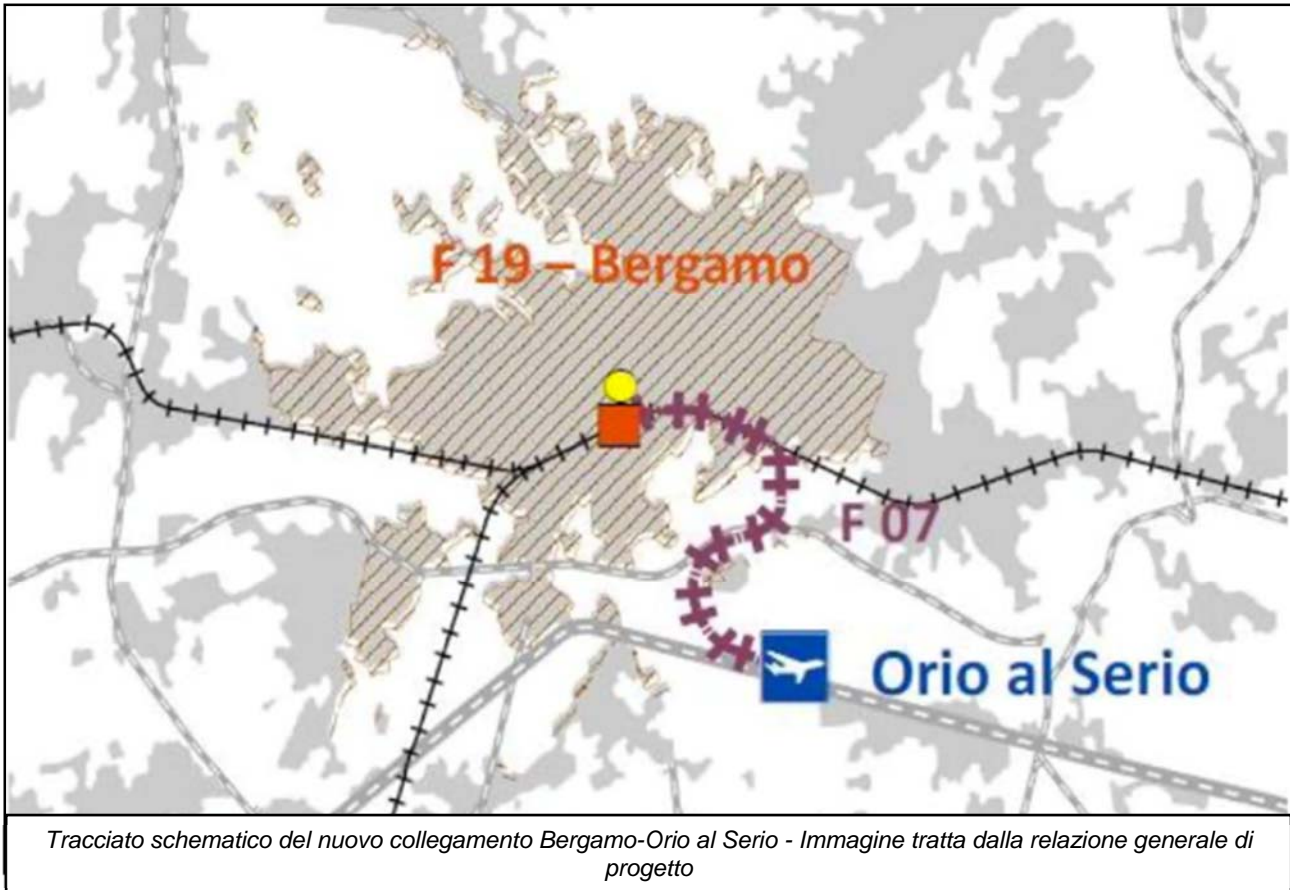 F 19 – Bergamo
F 07
Orio al Serio
Tracciato schematico del nuovo collegamento Bergamo-Orio al Serio - Immagine tratta dalla relazione generale di
progetto